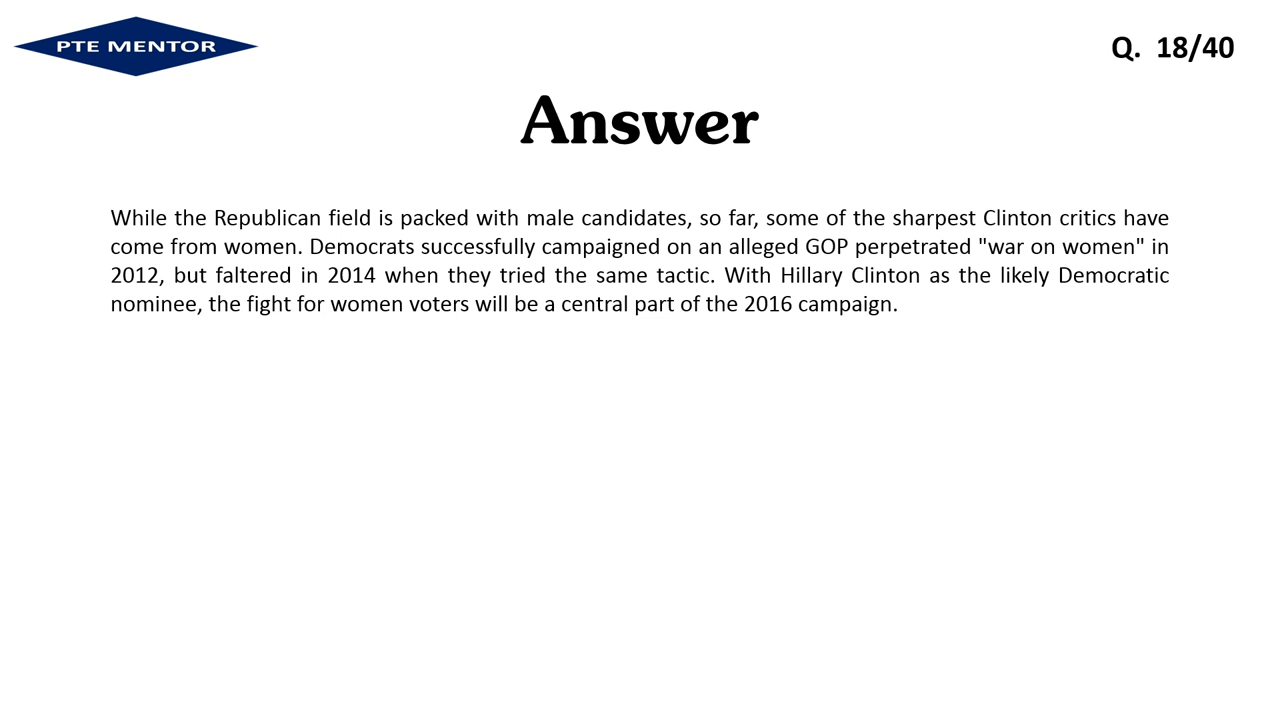 PTE MENTOR
Q. 18/40
Answer
While the Republican field is packed with male candidates, so far, some of the sharpest Clinton critics have
come from women. Democrats successfully campaigned on an alleged GOP perpetrated "war on women" in
2012, but faltered in 2014 when they tried the same tactic. With Hillary Clinton as the likely Democratic
nominee, the fight for women voters will be a central part of the 2016 campaign.